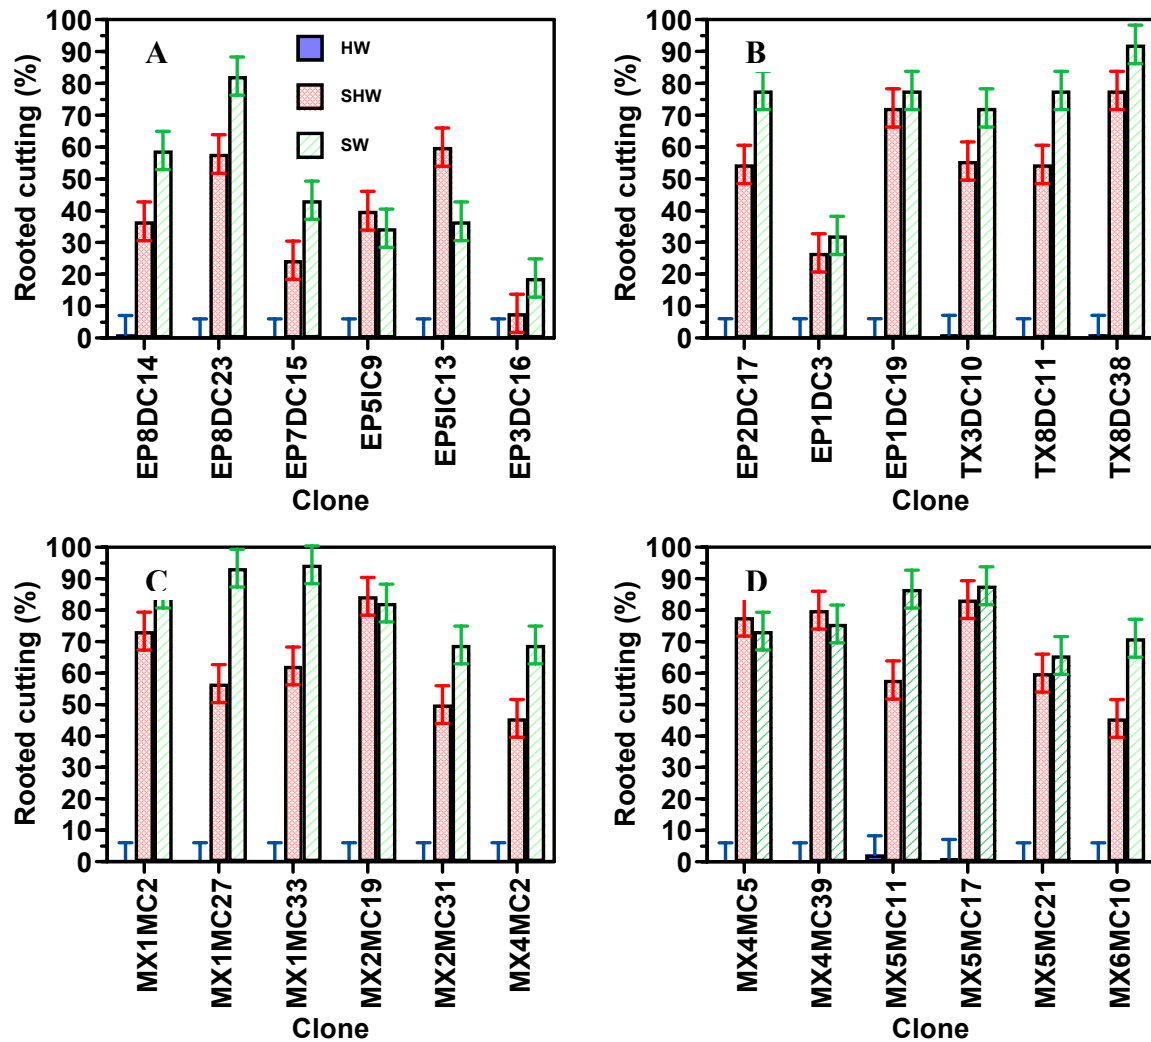 A
Rooted cutting (%)
100
90
80
70
60
50
40
30
20
10
0
HW
SHW
SW
EP8DC14
EP8DC23
EP7DC15
EP5IC9
EP5IC13
EP3DC16
Clone
B
Rooted cutting (%)
100
90
80
70
60
50
40
30
20
10
0
EP2DC17
EP1DC3
EP1DC19
TX3DC10
TX8DC11
TX8DC38
Clone
C
Rooted cutting (%)
100
90
80
70
60
50
40
30
20
10
0
MX1MC2
MX1MC27
MX1MC33
MX2MC19
MX2MC31
MX4MC2
Clone
D
Rooted cutting (%)
100
90
80
70
60
50
40
30
20
10
0
MX4MC5
MX4MC39
MX5MC11
MX5MC17
MX5MC21
MX6MC10
Clone